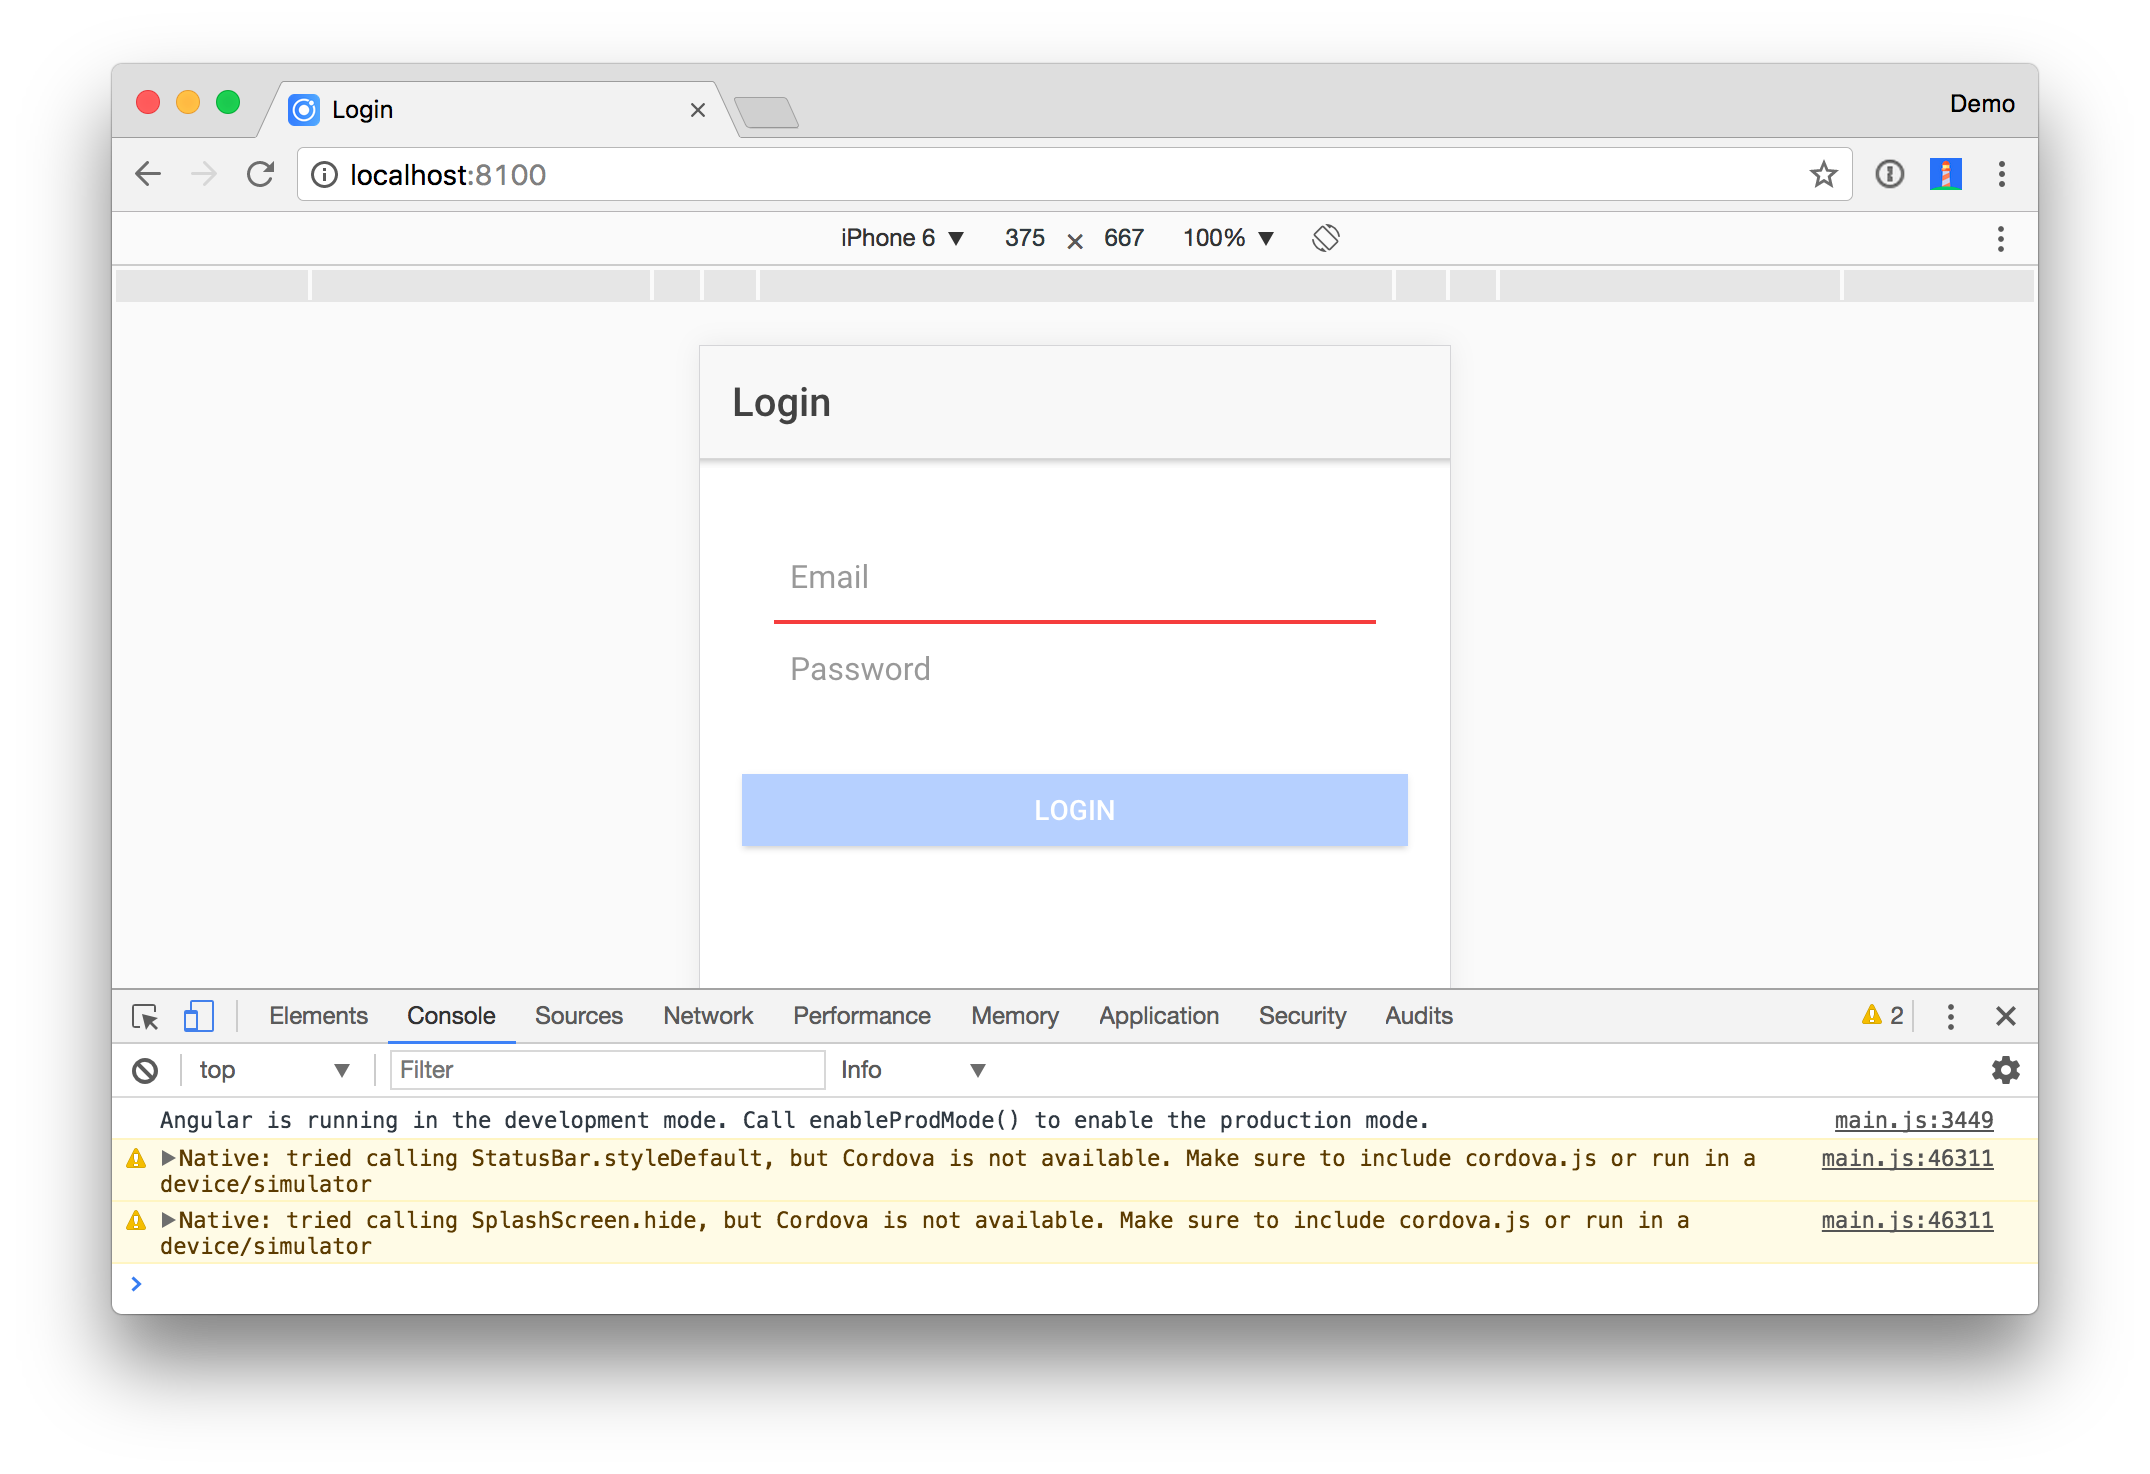 Login
Demo
localhost:8100
iPhone 6 ▼ 375 × 667 100% ▼
Login
Email
Password
LOGIN
Elements Console Sources Network Performance Memory Application Security Audits 2
top ▼ Filter Info ▼
Angular is running in the development mode. Call enableProdMode() to enable the production mode. main.js:3449
▶Native: tried calling StatusBar.styleDefault, but Cordova is not available. Make sure to include cordova.js or run in a main.js:46311
device/simulator
▶Native: tried calling SplashScreen.hide, but Cordova is not available. Make sure to include cordova.js or run in a main.js:46311
device/simulator